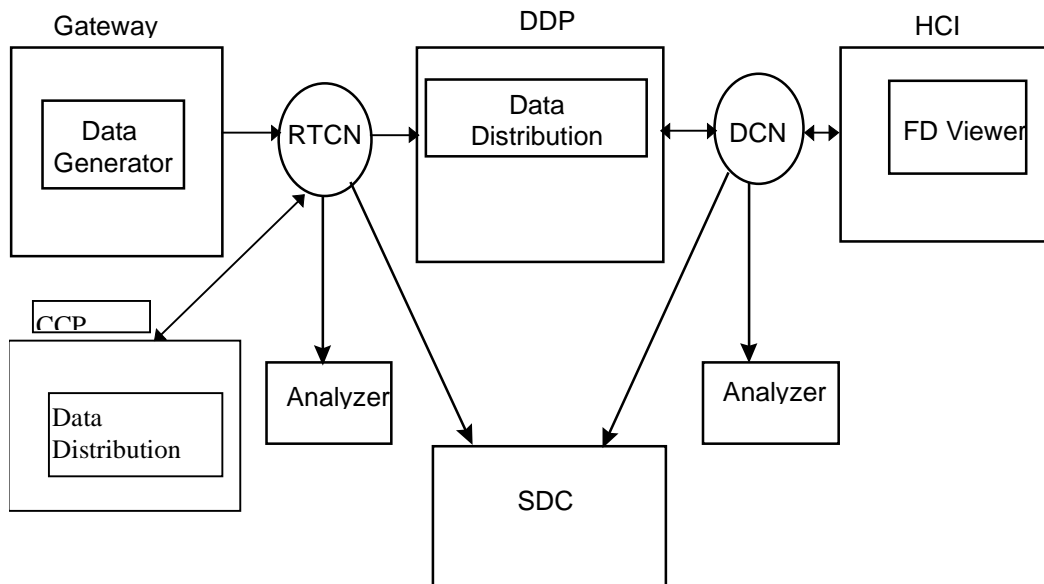 Gateway
DDP
HCI
Data
Generator
RTCN
Data
Distribution
DCN
FD Viewer
CCP
Data
Distribution
Analyzer
Analyzer
SDC